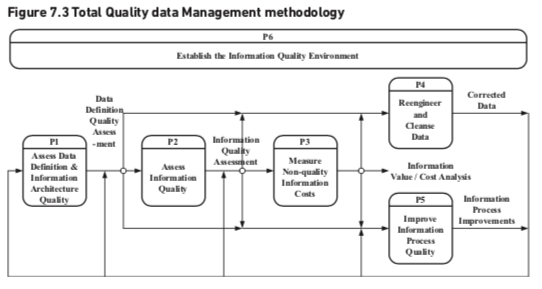 Figure 7.3 Total Quality data Management methodology
P6
Establish the Information Quality Environment
Data
Definition
Quality
Assess
-ment
P1
Assess Data
Definition &
Information
Architecture
Quality
P2
Assess
Information
Quality
Information
Quality
Assessment
P3
Measure
Non-quality
Information
Costs
P4
Reengineer
and
Cleanse
Data
Corrected
Data
Information
Value / Cost Analysis
P5
Improve
Information
Process
Quality
Information
Process
Improvements